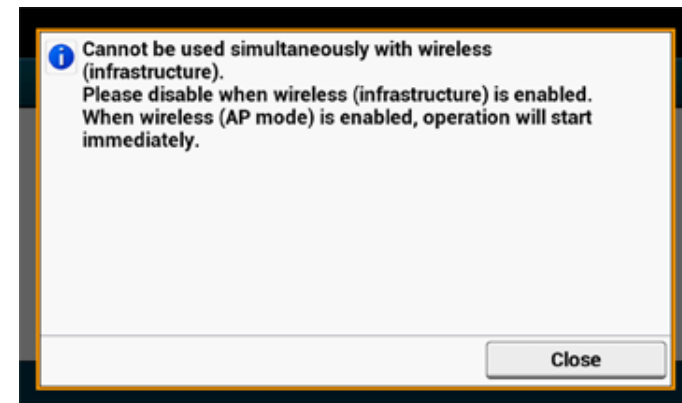 Cannot be used simultaneously with wireless
(infrastructure).
Please disable when wireless (infrastructure) is enabled.
When wireless (AP mode) is enabled, operation will start
immediately.
Close